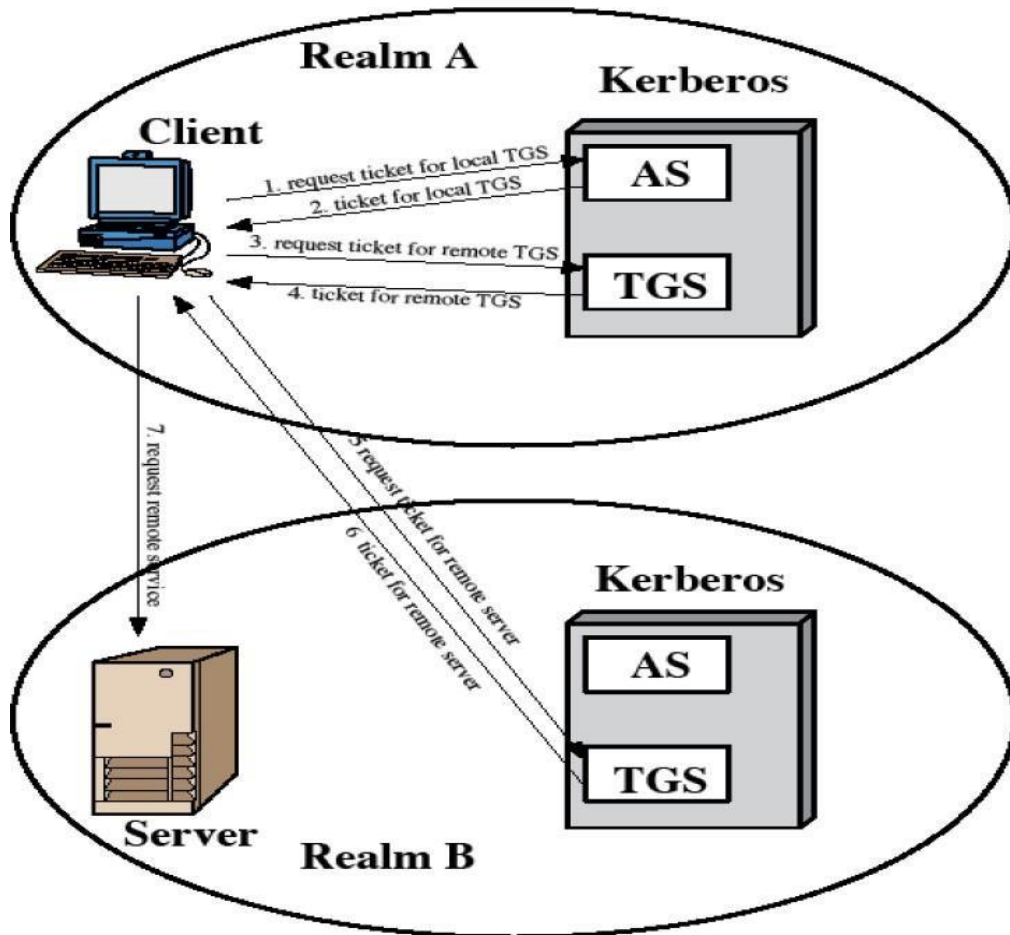 Realm A
Kerberos
Client
1. request ticket for local TGS
AS
2. ticket for local TGS
3. request ticket for remote TGS
TGS
4. ticket for remote TGS
7. request remote service
5 request ticket for remote server
6 ticket for remote server
Kerberos
AS
TGS
Server
Realm B